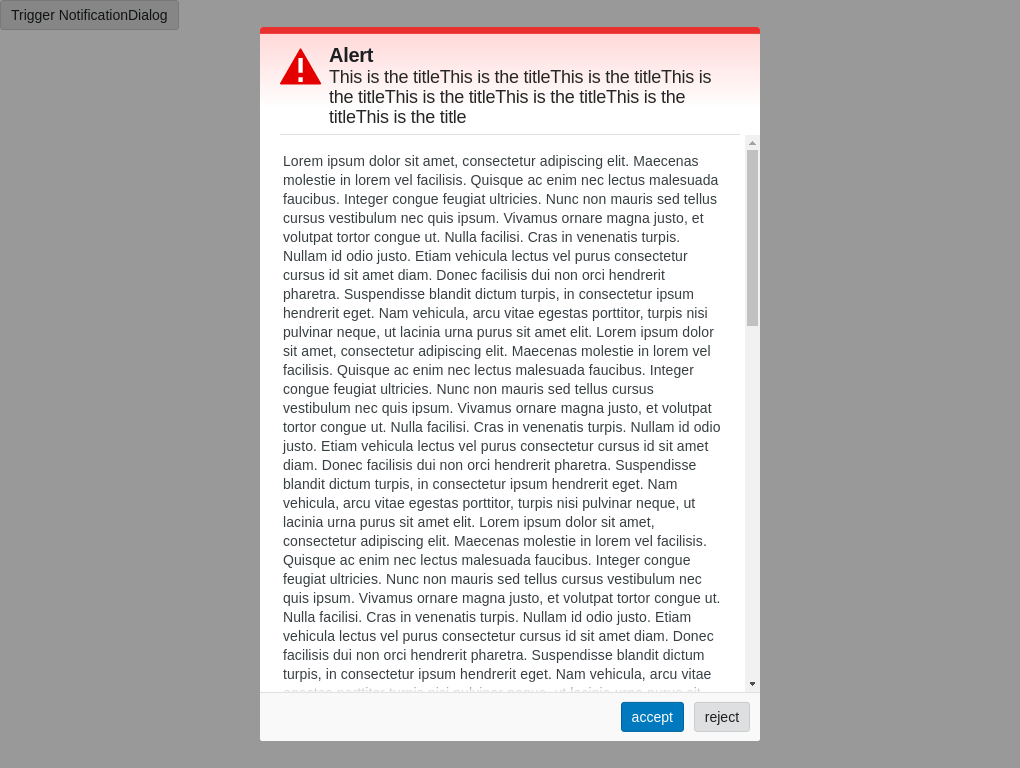 Trigger NotificationDialog
Alert
This is the titleThis is the titleThis is the titleThis is
the titleThis is the titleThis is the titleThis is the
titleThis is the title
Lorem ipsum dolor sit amet, consectetur adipiscing elit. Maecenas
molestie in lorem vel facilisis. Quisque ac enim nec lectus malesuada
faucibus. Integer congue feugiat ultricies. Nunc non mauris sed tellus
cursus vestibulum nec quis ipsum. Vivamus ornare magna justo, et
volutpat tortor congue ut. Nulla facilisi. Cras in venenatis turpis.
Nullam id odio justo. Etiam vehicula lectus vel purus consectetur
cursus id sit amet diam. Donec facilisis dui non orci hendrerit
pharetra. Suspendisse blandit dictum turpis, in consectetur ipsum
hendrerit eget. Nam vehicula, arcu vitae egestas porttitor, turpis nisi
pulvinar neque, ut lacinia urna purus sit amet elit. Lorem ipsum dolor
sit amet, consectetur adipiscing elit. Maecenas molestie in lorem vel
facilisis. Quisque ac enim nec lectus malesuada faucibus. Integer
congue feugiat ultricies. Nunc non mauris sed tellus cursus
vestibulum nec quis ipsum. Vivamus ornare magna justo, et volutpat
tortor congue ut. Nulla facilisi. Cras in venenatis turpis. Nullam id odio
justo. Etiam vehicula lectus vel purus consectetur cursus id sit amet
diam. Donec facilisis dui non orci hendrerit pharetra. Suspendisse
blandit dictum turpis, in consectetur ipsum hendrerit eget. Nam
vehicula, arcu vitae egestas porttitor, turpis nisi pulvinar neque, ut
lacinia urna purus sit amet elit. Lorem ipsum dolor sit amet,
consectetur adipiscing elit. Maecenas molestie in lorem vel facilisis.
Quisque ac enim nec lectus malesuada faucibus. Integer congue
feugiat ultricies. Nunc non mauris sed tellus cursus vestibulum nec
quis ipsum. Vivamus ornare magna justo, et volutpat tortor congue ut.
Nulla facilisi. Cras in venenatis turpis. Nullam id odio justo. Etiam
vehicula lectus vel purus consectetur cursus id sit amet diam. Donec
facilisis dui non orci hendrerit pharetra. Suspendisse blandit dictum
turpis, in consectetur ipsum hendrerit eget. Nam vehicula, arcu vitae
accept
reject